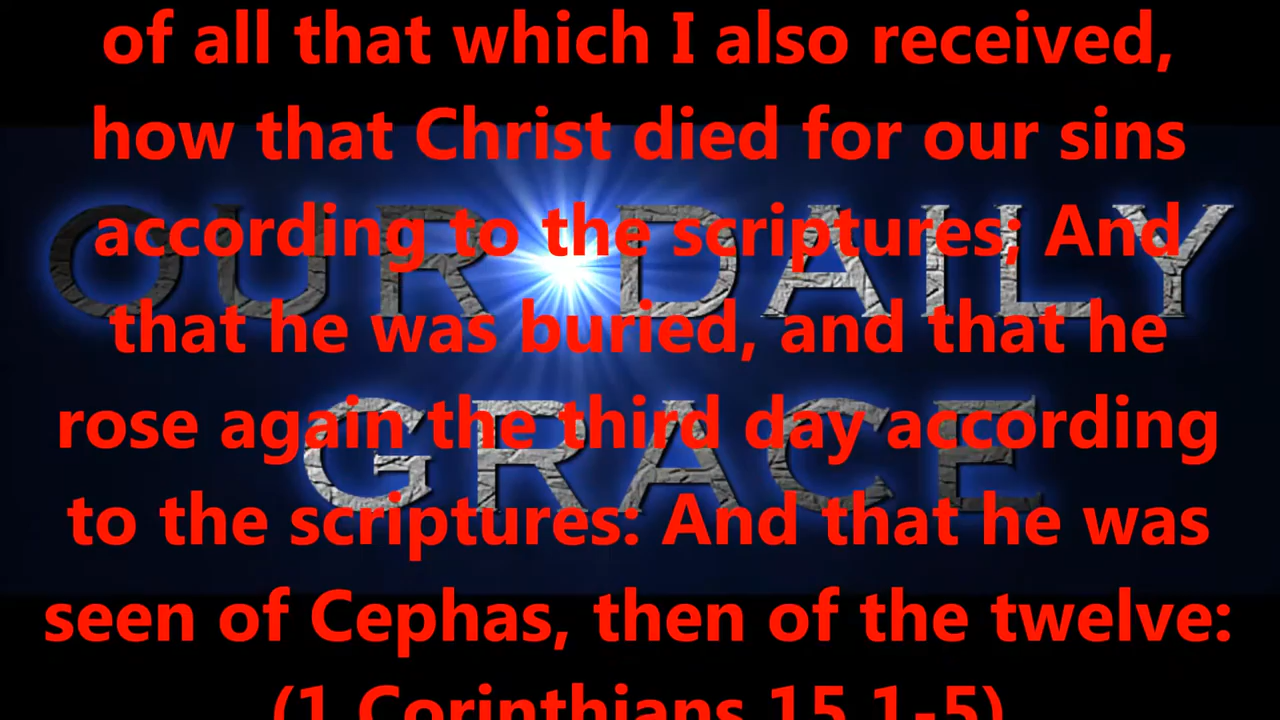 of all that which I also received,
how that Christ died for our sins
according to the scriptures; And
that he was buried, and that he
rose again the third day according
to the scriptures: And that he was
seen of Cephas, then of the twelve:
(1 Corinthians 15.1-5)
OUR DAILY
GRACE